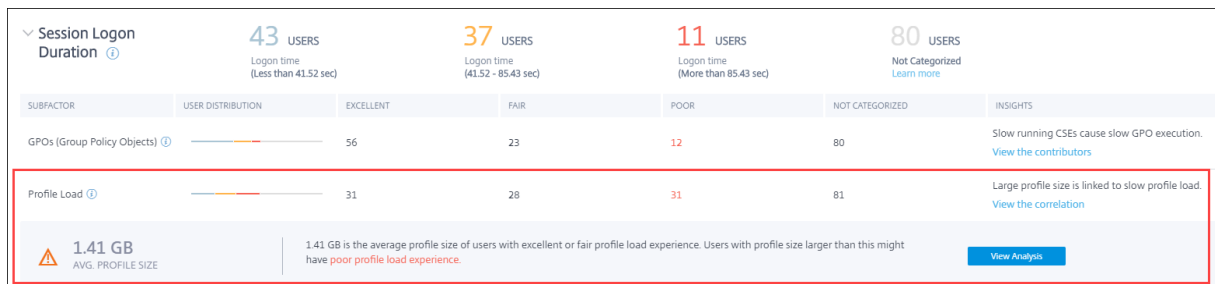 Session Logon
Duration
43 USERS
Logon time
(Less than 41.52 sec)
37 USERS
Logon time
(41.52 - 85.43 sec)
11 USERS
Logon time
(More than 85.43 sec)
80 USERS
Not Categorized
Learn more
SUBFACTOR USER DISTRIBUTION EXCELLENT FAIR POOR NOT CATEGORIZED INSIGHTS
GPOs (Group Policy Objects) 56 23 12 80 Slow running CSEs cause slow GPO execution.
View the contributors
Profile Load 31 28 31 81 Large profile size is linked to slow profile load.
View the correlation
1.41 GB
AVG. PROFILE SIZE
1.41 GB is the average profile size of users with excellent or fair profile load experience. Users with profile size larger than this might
have poor profile load experience.
View Analysis